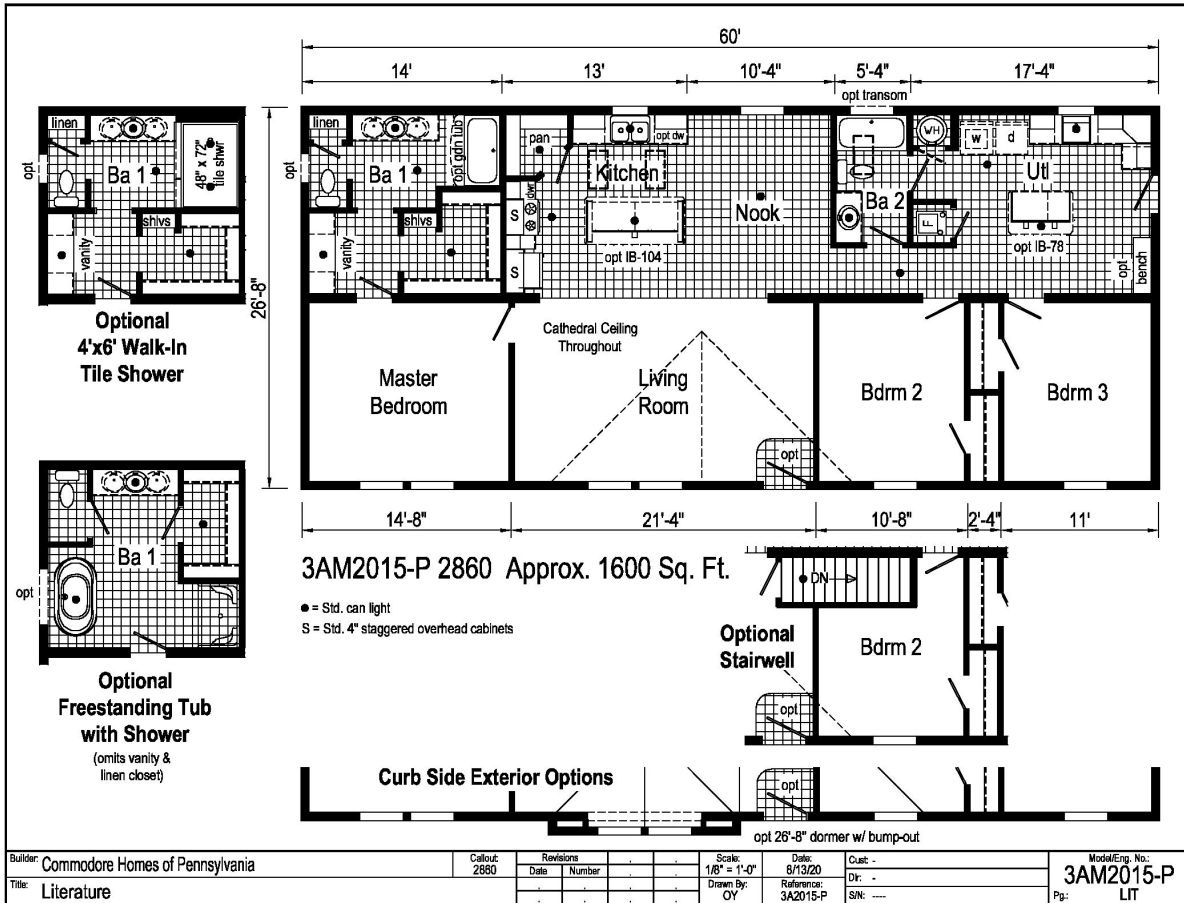 60'
14'
13'
10'-4"
5'-4"
17'-4"
opt transom
linen
Ba 1
48" x 72"
tile shwr
opt
shlvs
vanity
26'-8"
Optional
4'x6' Walk-In
Tile Shower
linen
opt
Ba 1
opt gdn tub
shlvs
vanity
pan
opt dw
Kitchen
dwr
S
S
opt IB-104
Nook
Ba 2
WH
F
w
d
Utl
opt IB-78
opt
bench
Master
Bedroom
Cathedral Ceiling
Throughout
Living
Room
opt
Bdrm 2
Bdrm 3
14'-8"
21'-4"
10'-8"
2'-4"
11'
Ba 1
opt
Optional
Freestanding Tub
with Shower
(omits vanity &
linen closet)
3AM2015-P 2860 Approx. 1600 Sq. Ft.
● = Std. can light
S = Std. 4" staggered overhead cabinets
DN
Optional
Stairwell
Bdrm 2
opt
Curb Side Exterior Options
opt
opt 26'-8" dormer w/ bump-out
Builder: Commodore Homes of Pennsylvania
Title: Literature
Callout: 2860
Revisions
Date Number
Scale: 1/8" = 1'-0"
Drawn By: OY
Date: 8/13/20
Reference: 3A2015-P
Cust: -
Dir: -
S/N: ----
Model/Eng. No.: 3AM2015-P
Pg.: LIT